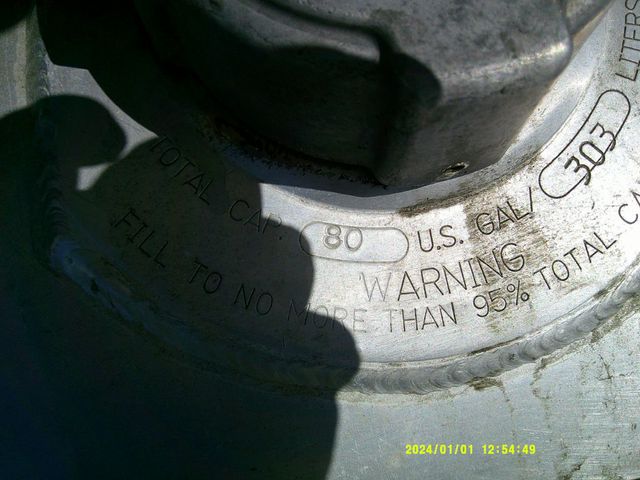 TOTAL CAP. 80 U.S. GAL/ 303 LITERS
WARNING
FILL TO NO MORE THAN 95% TOTAL
2024/01/01 12:54:49